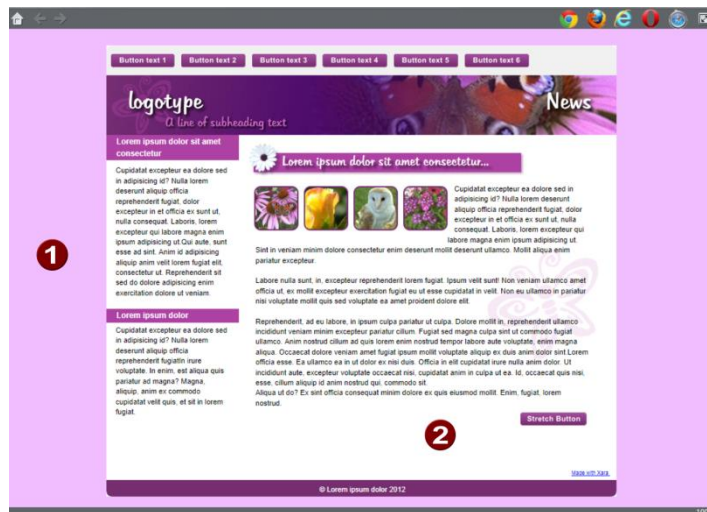 Button text 1 Button text 2 Button text 3 Button text 4 Button text 5 Button text 6
logotype
A line of subheading text
News
Lorem ipsum dolor sit amet
consectetur
Cupidatat excepteur ea dolore sed
in adipisicing id? Nulla lorem
deserunt aliquip officia
reprehenderit fugiat, dolor
excepteur in et officia ex sunt ut,
nulla consequat. Laboris, lorem
excepteur qui labore magna enim
ipsum adipisicing ut.Qui aute, sunt
esse ad sint. Anim id adipisicing
aliquip anim velit lorem fugiat elit,
consectetur ut. Reprehenderit sit
sed do dolore adipisicing enim
exercitation dolore ut veniam.
Lorem ipsum dolor
Cupidatat excepteur ea dolore sed
in adipisicing id? Nulla lorem
deserunt aliquip officia
reprehenderit fugiatIn irure
voluptate. In enim, est aliqua quis
pariatur ad magna? Magna,
aliquip, anim ex commodo
cupidatat velit quis, et sit in lorem
fugiat.
Lorem ipsum dolor sit amet consectetur...
Cupidatat excepteur ea dolore sed in
adipisicing id? Nulla lorem deserunt
aliquip officia reprehenderit fugiat, dolor
excepteur in et officia ex sunt ut, nulla
consequat. Laboris, lorem excepteur qui
labore magna enim ipsum adipisicing ut.
Sint in veniam minim dolore consectetur enim deserunt mollit deserunt ullamco. Mollit aliqua enim
pariatur excepteur.
Labore nulla sunt, in, excepteur reprehenderit lorem fugiat. Ipsum velit sunt! Non veniam ullamco amet
officia ut, ex mollit excepteur exercitation fugiat eu ut esse cupidatat in velit. Non eu ullamco in pariatur
nisi voluptate mollit quis sed voluptate ea amet proident dolore elit.
Reprehenderit, ad eu labore, in ipsum culpa pariatur ut culpa. Dolore mollit in, reprehenderit ullamco
incididunt veniam minim excepteur pariatur cillum. Fugiat sed magna culpa sint ut commodo fugiat
ullamco. Anim nostrud cillum ad quis lorem enim nostrud tempor labore aute voluptate, enim magna
aliqua. Occaecat dolore veniam amet fugiat ipsum mollit voluptate aliquip ex duis anim dolor sint.Lorem
officia esse. Ea ullamco ea in ut dolor ex nisi duis. Officia in elit cupidatat irure nulla anim dolor. Ut
incididunt aute, excepteur voluptate occaecat nisi, cupidatat anim in culpa ut ea. Id, occaecat quis nisi,
esse, cillum aliquip id anim nostrud qui, commodo sit.
Aliqua ut do? Ex sint officia consequat minim dolore ex quis eiusmod mollit. Enim, fugiat, lorem
nostrud.
Stretch Button
Made with Xara
© Lorem ipsum dolor 2012
1
2